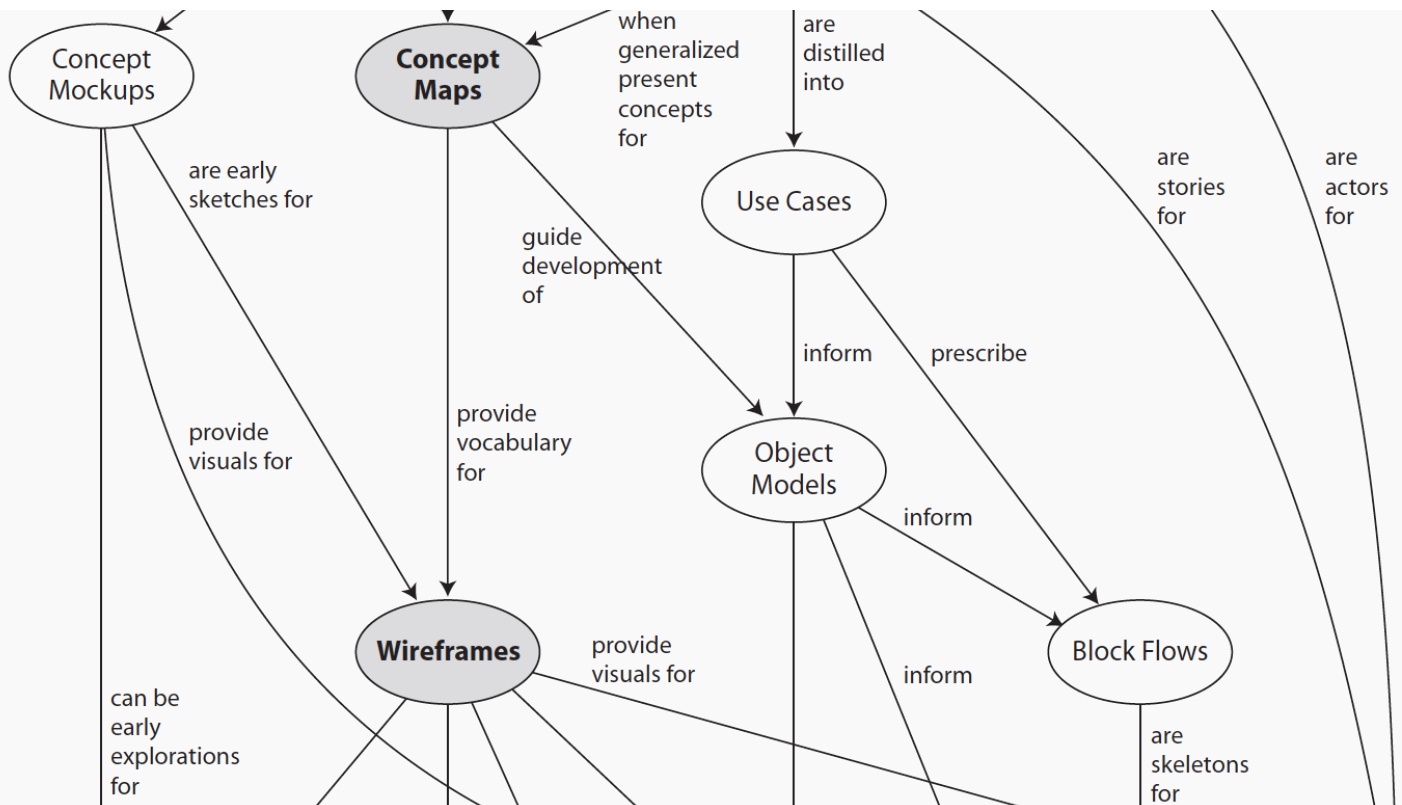 Concept
Mockups
Concept
Maps
when
generalized
present
concepts
for
are
distilled
into
are early
sketches for
Use Cases
are
stories
for
are
actors
for
guide
development
of
inform
prescribe
provide
visuals for
provide
vocabulary
for
Object
Models
inform
Wireframes
provide
visuals for
inform
Block Flows
can be
early
explorations
for
are
skeletons
for